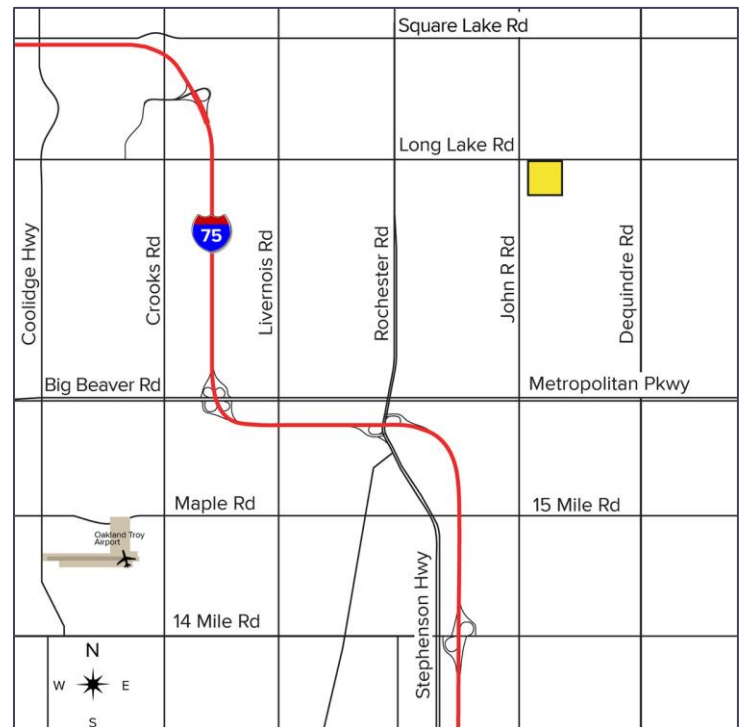 Square Lake Rd
Long Lake Rd
75
Coolidge Hwy
Crooks Rd
Livernois Rd
Rochester Rd
John R Rd
Dequindre Rd
Big Beaver Rd
Metropolitan Pkwy
Maple Rd
15 Mile Rd
Oakland Troy
Airport
Stephenson Hwy
14 Mile Rd
N
W
E
S